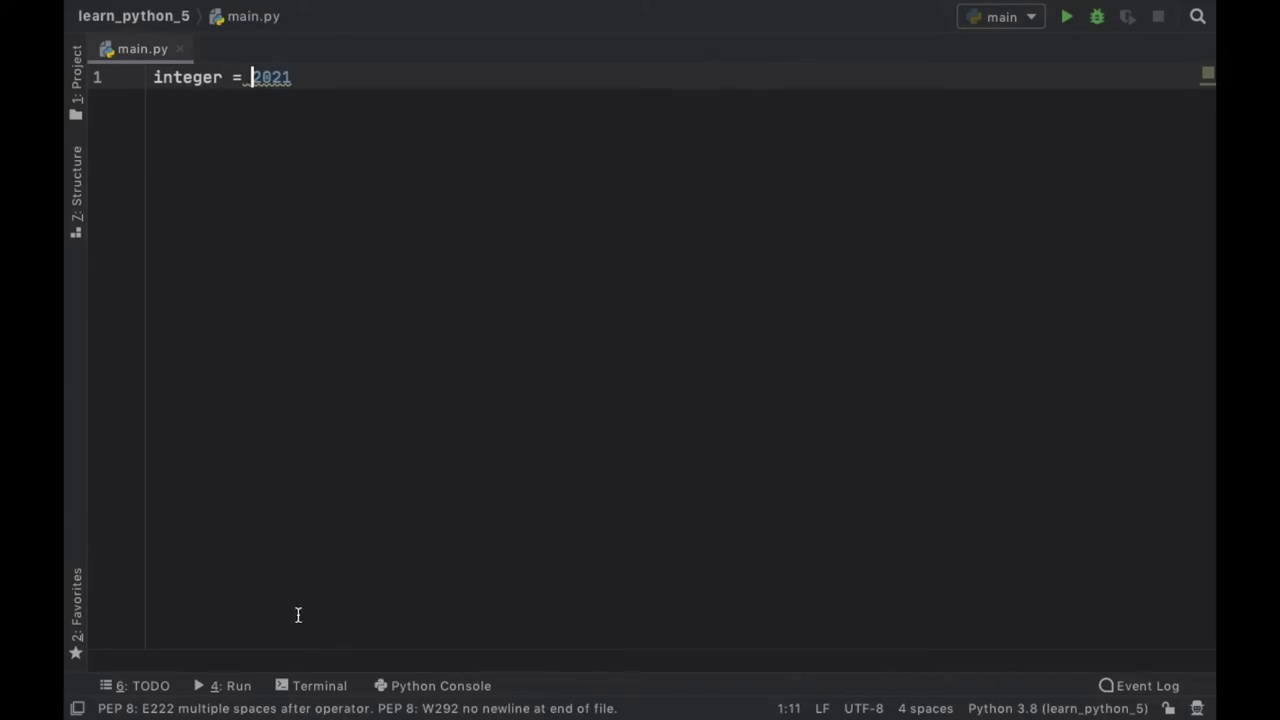 learn_python_5 main.py
main
main.py
1: Project
7: Structure
2: Favorites
1 integer = 2021
6: TODO 4: Run Terminal Python Console Event Log
PEP 8: E222 multiple spaces after operator. PEP 8: W292 no newline at end of file. 1:11 LF UTF-8 4 spaces Python 3.8 (learn_python_5)